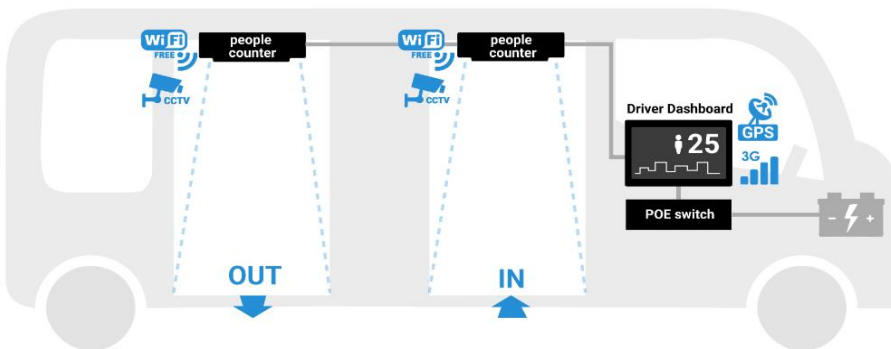 WiFi
FREE
people
counter
CCTV
WiFi
FREE
people
counter
CCTV
Driver Dashboard
25
GPS
3G
POE switch
- +
OUT
IN